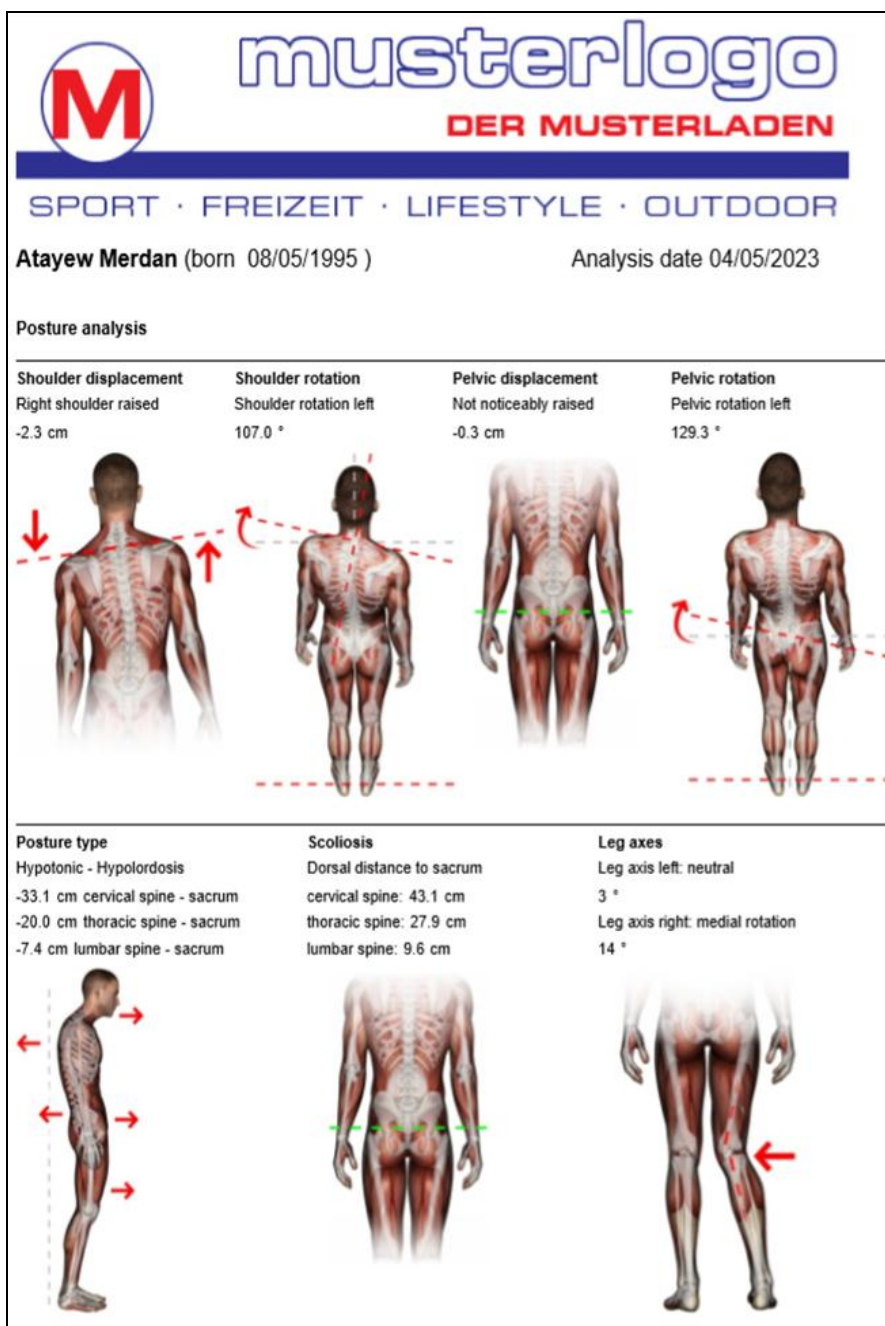 M
musterlogo
DER MUSTERLADEN
SPORT · FREIZEIT · LIFESTYLE · OUTDOOR
Atayew Merdan (born 08/05/1995 )
Analysis date 04/05/2023
Posture analysis
Shoulder displacement
Right shoulder raised
-2.3 cm
Shoulder rotation
Shoulder rotation left
107.0 °
Pelvic displacement
Not noticeably raised
-0.3 cm
Pelvic rotation
Pelvic rotation left
129.3 °
Posture type
Hypotonic - Hypolordosis
-33.1 cm cervical spine - sacrum
-20.0 cm thoracic spine - sacrum
-7.4 cm lumbar spine - sacrum
Scoliosis
Dorsal distance to sacrum
cervical spine: 43.1 cm
thoracic spine: 27.9 cm
lumbar spine: 9.6 cm
Leg axes
Leg axis left: neutral
3 °
Leg axis right: medial rotation
14 °